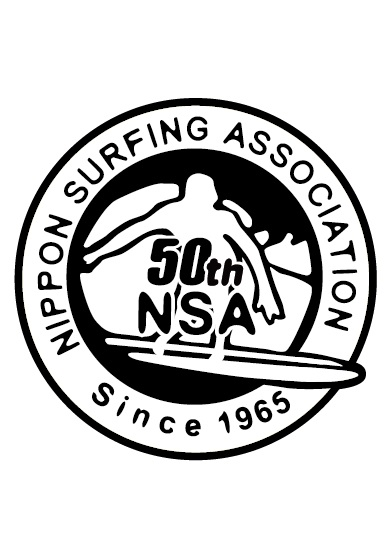 NIPPON SURFING ASSOCIATION
50th
NSA
Since 1965